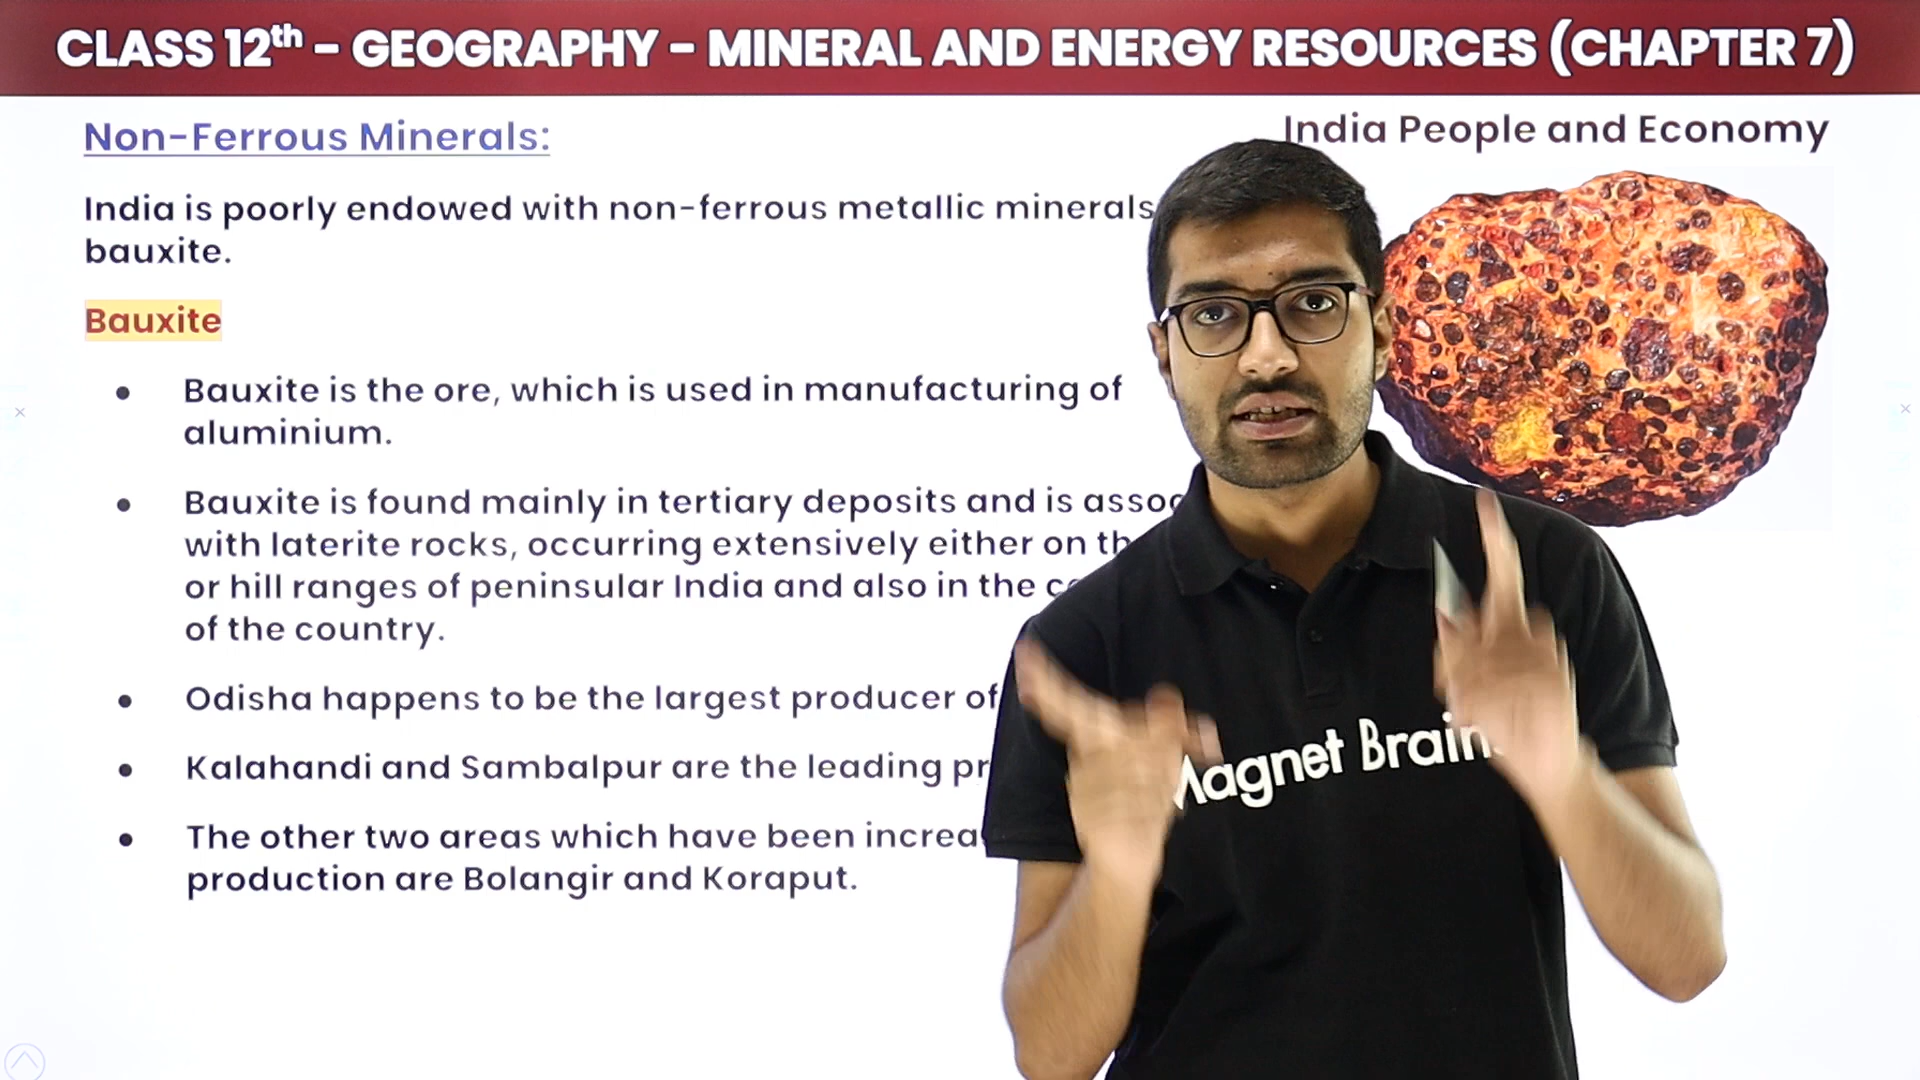 CLASS 12th – GEOGRAPHY – MINERAL AND ENERGY RESOURCES (CHAPTER 7)
Non-Ferrous Minerals:
India People and Economy
India is poorly endowed with non-ferrous metallic minerals
bauxite.
Bauxite
• Bauxite is the ore, which is used in manufacturing of
aluminium.
• Bauxite is found mainly in tertiary deposits and is
with laterite rocks, occurring extensively either on
or hill ranges of peninsular India and also in the
of the country.
• Odisha happens to be the largest producer of
• Kalahandi and Sambalpur are the leading
• The other two areas which have been
production are Bolangir and Koraput.
Magnet Brain